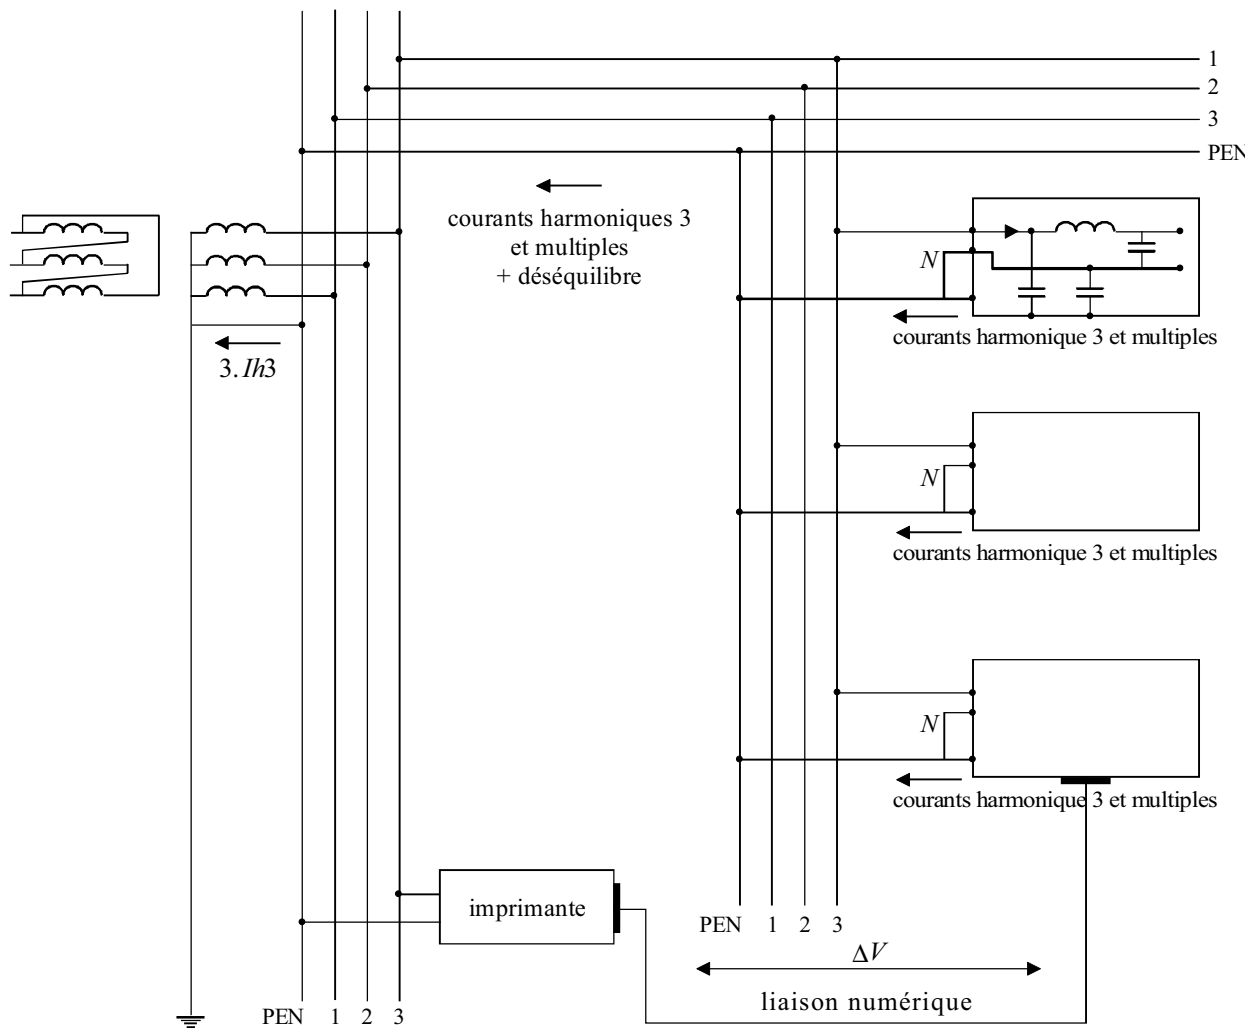 1
2
3
PEN
courants harmoniques 3
et multiples
+ déséquilibre
N
courants harmonique 3 et multiples
3.Ih3
N
courants harmonique 3 et multiples
N
courants harmonique 3 et multiples
imprimante
PEN 1 2 3
ΔV
liaison numérique
PEN 1 2 3